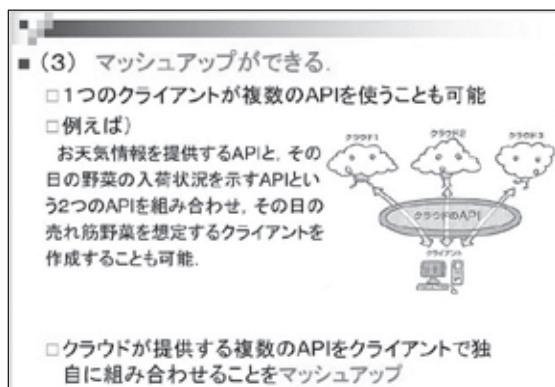 ■（3） マッシュアップができる.
□1つのクライアントが複数のAPIを使うことも可能
□例えば）
お天気情報を提供するAPIと，その
日の野菜の入荷状況を示すAPIとい
う2つのAPIを組み合わせ，その日の
売れ筋野菜を想定するクライアントを
作成することも可能.
クラウド1
クラウド2
クラウド3
クラウドのAPI
クライアント
□クラウドが提供する複数のAPIをクライアントで独
自に組み合わせることをマッシュアップ